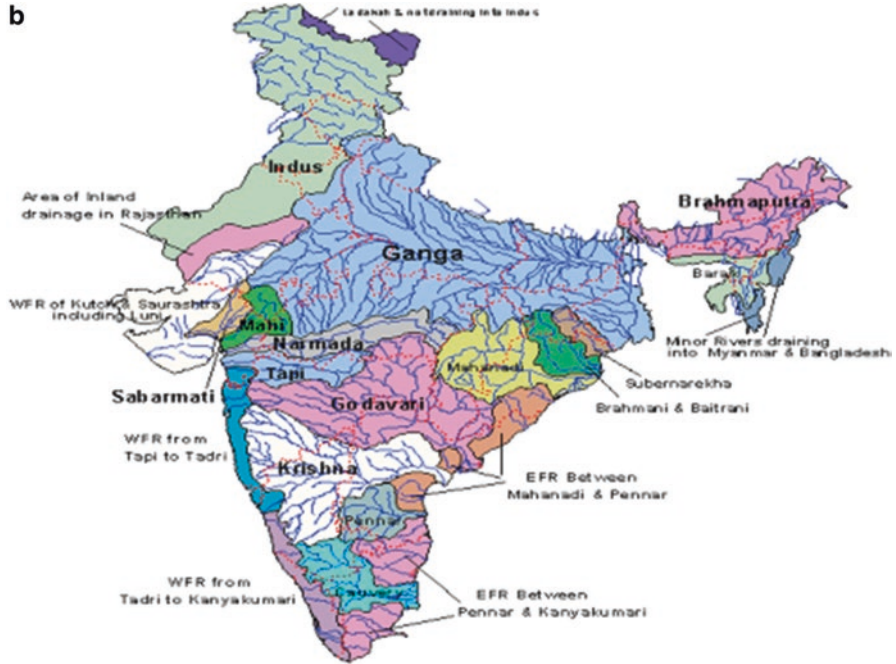 b
Ladakh & not draining into Indus
Indus
Area of Inland
drainage in Rajasthan
Brahmaputra
Ganga
Barak
WFR of Kutch & Saurashtra
including Luni
Mahi
Narmada
Minor Rivers draining
into Myanmar & Bangladesh
Tapi
Mahanadi
Subernarekha
Sabarmati
Godavari
Brahmani & Baitrani
WFR from
Tapi to Tadri
Krishna
EFR Between
Mahanadi & Pennar
Pennar
WFR from
Tadri to Kanyakumari
Cauvery
EFR Between
Pennar & Kanyakumari